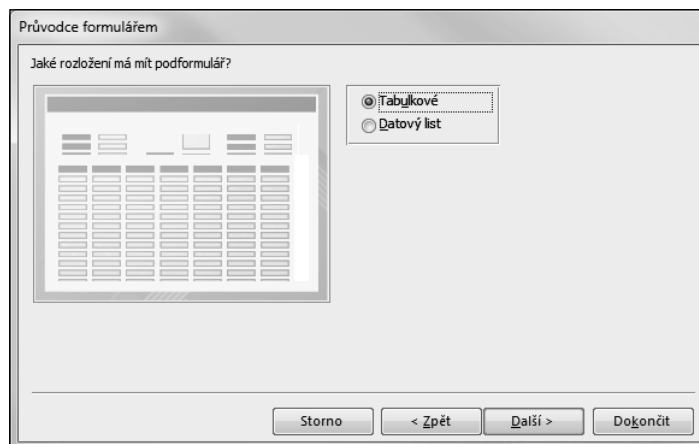 Průvodce formulářem
Jaké rozložení má mít podformulář?
Tabulkové
Datový list
Storno
< Zpět
Další >
Dokončit